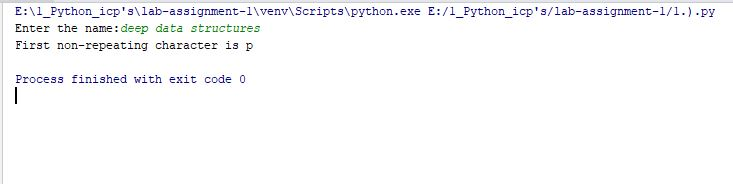 E:\1_Python_icp's\lab-assignment-1\venv\Scripts\python.exe E:/1_Python_icp's/lab-assignment-1/1.).py
Enter the name:deep data structures
First non-repeating character is p
Process finished with exit code 0